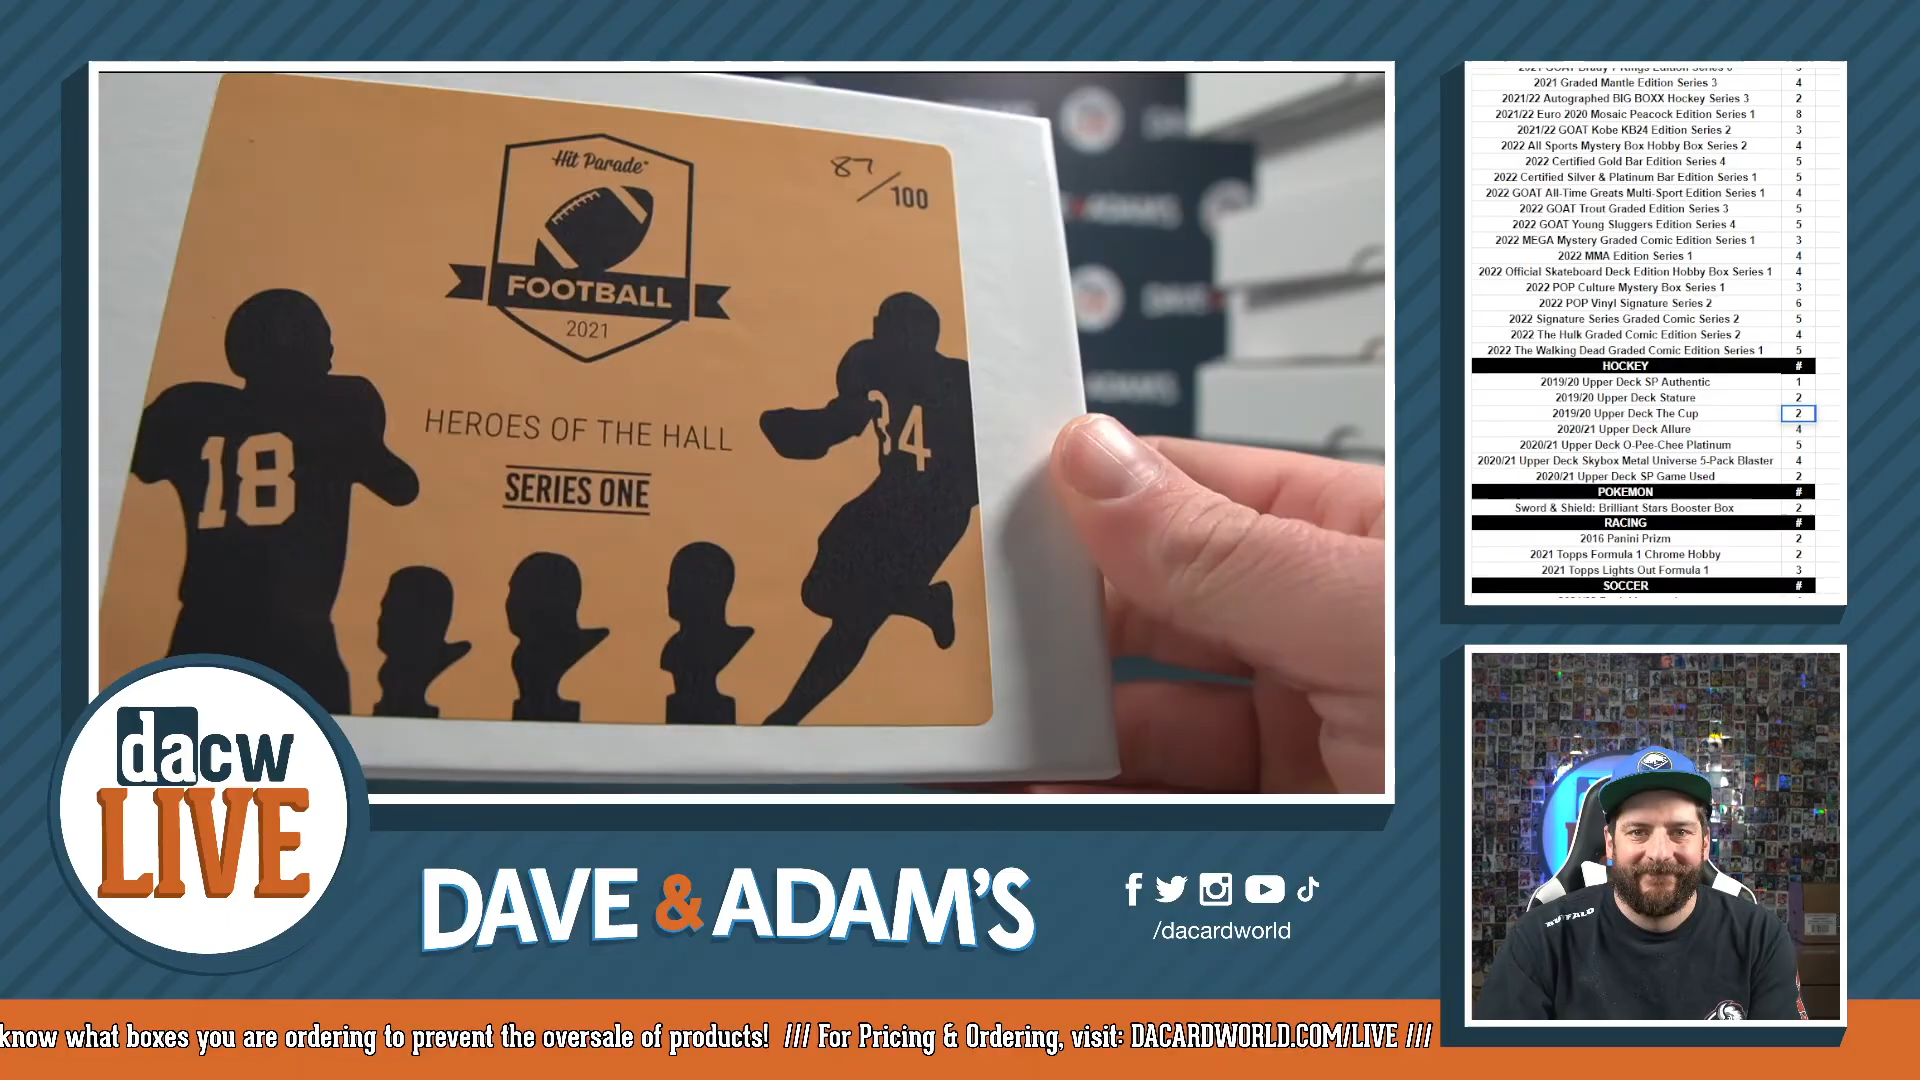 Hit Parade
87/100
FOOTBALL
2021
HEROES OF THE HALL
SERIES ONE
18
34
2021 Graded Mantle Edition Series 3 4
2021/22 Autographed BIG BOXX Hockey Series 3 2
2021/22 Euro 2020 Mosaic Peacock Edition Series 1 8
2021/22 GOAT Kobe KB24 Edition Series 2 3
2022 All Sports Mystery Box Hobby Box Series 2 4
2022 Certified Gold Bar Edition Series 4 5
2022 Certified Silver & Platinum Bar Edition Series 1 5
2022 GOAT All-Time Greats Multi-Sport Edition Series 1 4
2022 GOAT Trout Graded Edition Series 3 5
2022 GOAT Young Sluggers Edition Series 4 5
2022 MEGA Mystery Graded Comic Edition Series 1 3
2022 MMA Edition Series 1 4
2022 Official Skateboard Deck Edition Hobby Box Series 1 4
2022 POP Culture Mystery Box Series 1 3
2022 POP Vinyl Signature Series 2 6
2022 Signature Series Graded Comic Series 2 5
2022 The Hulk Graded Comic Edition Series 2 4
2022 The Walking Dead Graded Comic Edition Series 1 5
HOCKEY #
2019/20 Upper Deck SP Authentic 1
2019/20 Upper Deck Stature 2
2019/20 Upper Deck The Cup 2
2020/21 Upper Deck Allure 4
2020/21 Upper Deck O-Pee-Chee Platinum 5
2020/21 Upper Deck Skybox Metal Universe 5-Pack Blaster 4
2020/21 Upper Deck SP Game Used 2
POKEMON #
Sword & Shield: Brilliant Stars Booster Box 2
RACING #
2016 Panini Prizm 2
2021 Topps Formula 1 Chrome Hobby 2
2021 Topps Lights Out Formula 1 3
SOCCER #
dacw
LIVE
DAVE & ADAM'S
/dacardworld
BUFFALO
know what boxes you are ordering to prevent the oversale of products! /// For Pricing & Ordering, visit: DACARDWORLD.COM/LIVE ///